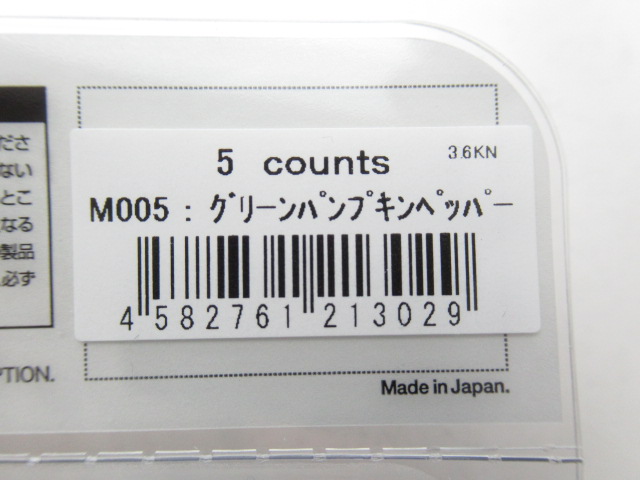 ださ
ない
とこ
なる
製品
必ず
5 counts 3.6KN
M005 : ｸﾞﾘｰﾝﾊﾟﾝﾌﾟｷﾝﾍﾟｯﾊﾟｰ
4 582761 213029
PTION.
Made in Japan.